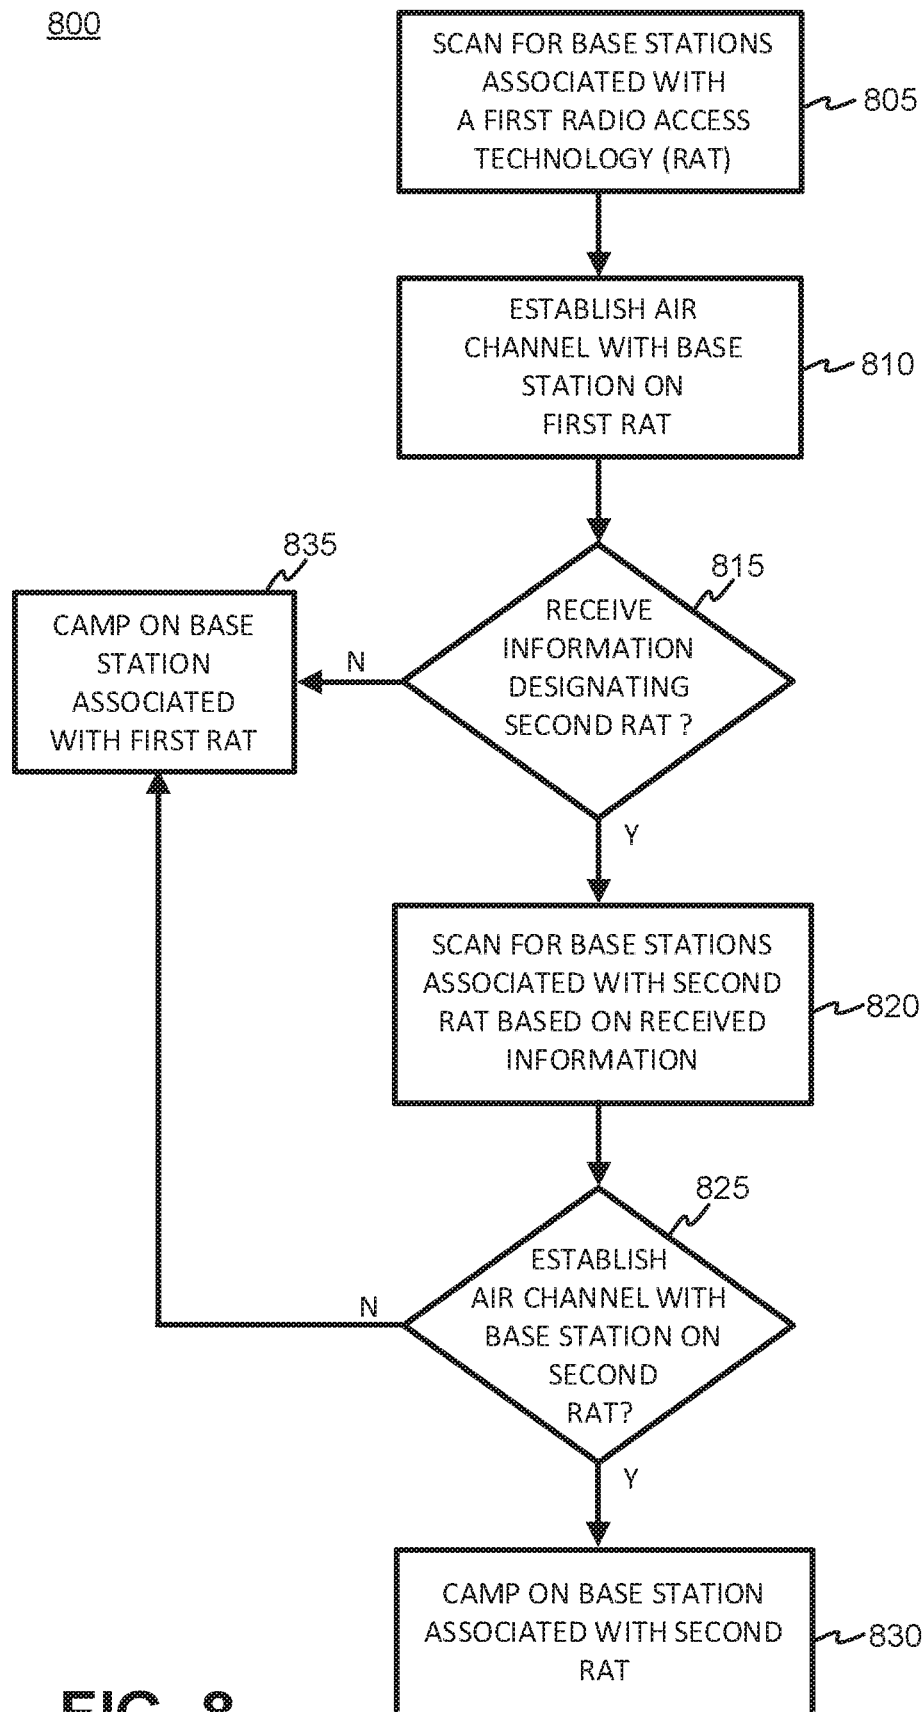 800
SCAN FOR BASE STATIONS
ASSOCIATED WITH
A FIRST RADIO ACCESS
TECHNOLOGY (RAT)
805
ESTABLISH AIR
CHANNEL WITH BASE
STATION ON
FIRST RAT
810
835
CAMP ON BASE
STATION
ASSOCIATED
WITH FIRST RAT
N
815
RECEIVE
INFORMATION
DESIGNATING
SECOND RAT ?
Y
SCAN FOR BASE STATIONS
ASSOCIATED WITH SECOND
RAT BASED ON RECEIVED
INFORMATION
820
825
ESTABLISH
AIR CHANNEL WITH
BASE STATION ON
SECOND
RAT?
N
Y
CAMP ON BASE STATION
ASSOCIATED WITH SECOND
RAT
830
FIG. 8